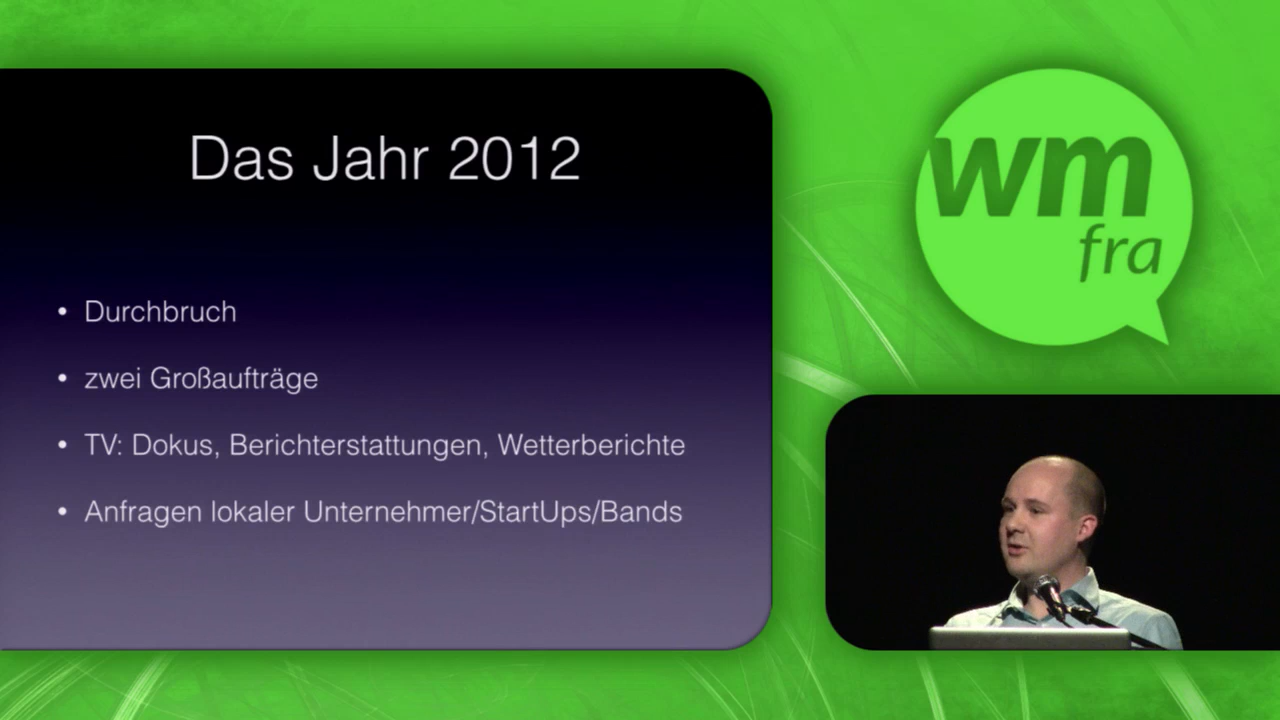 Das Jahr 2012
• Durchbruch
• zwei Großaufträge
• TV: Dokus, Berichterstattungen, Wetterberichte
• Anfragen lokaler Unternehmer/StartUps/Bands
wm
fra